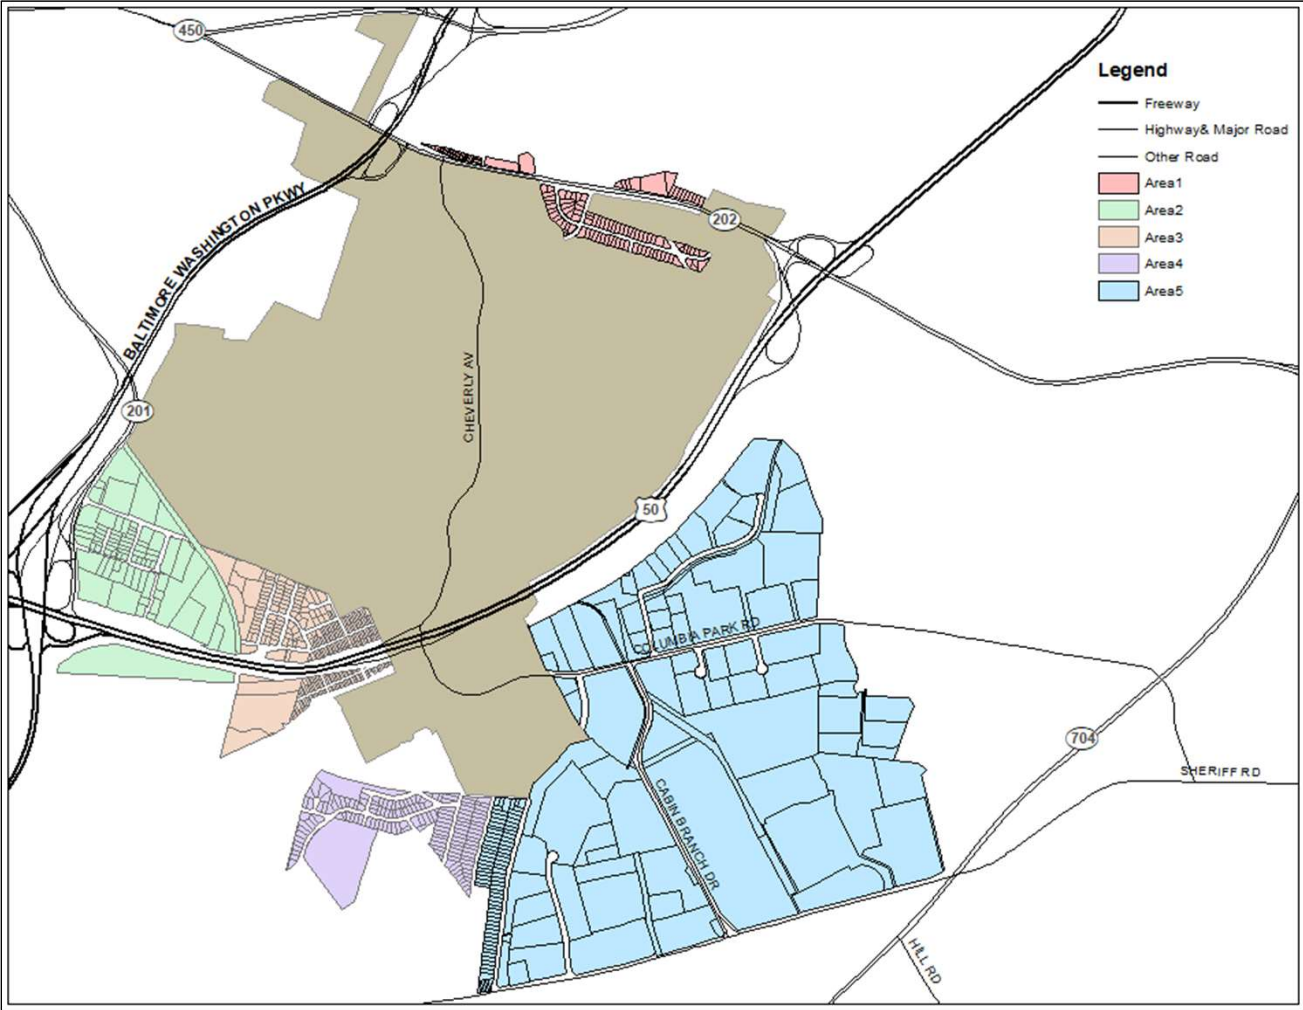 450
Legend
Freeway
Highway& Major Road
Other Road
Area1
Area2
Area3
Area4
Area5
202
BALTIMORE WASHINGTON PKWY
CHEVERLY AV
201
50
COLUMBIA PARK RD
704
SHERIFF RD
CABIN BRANCH DR
HILL RD